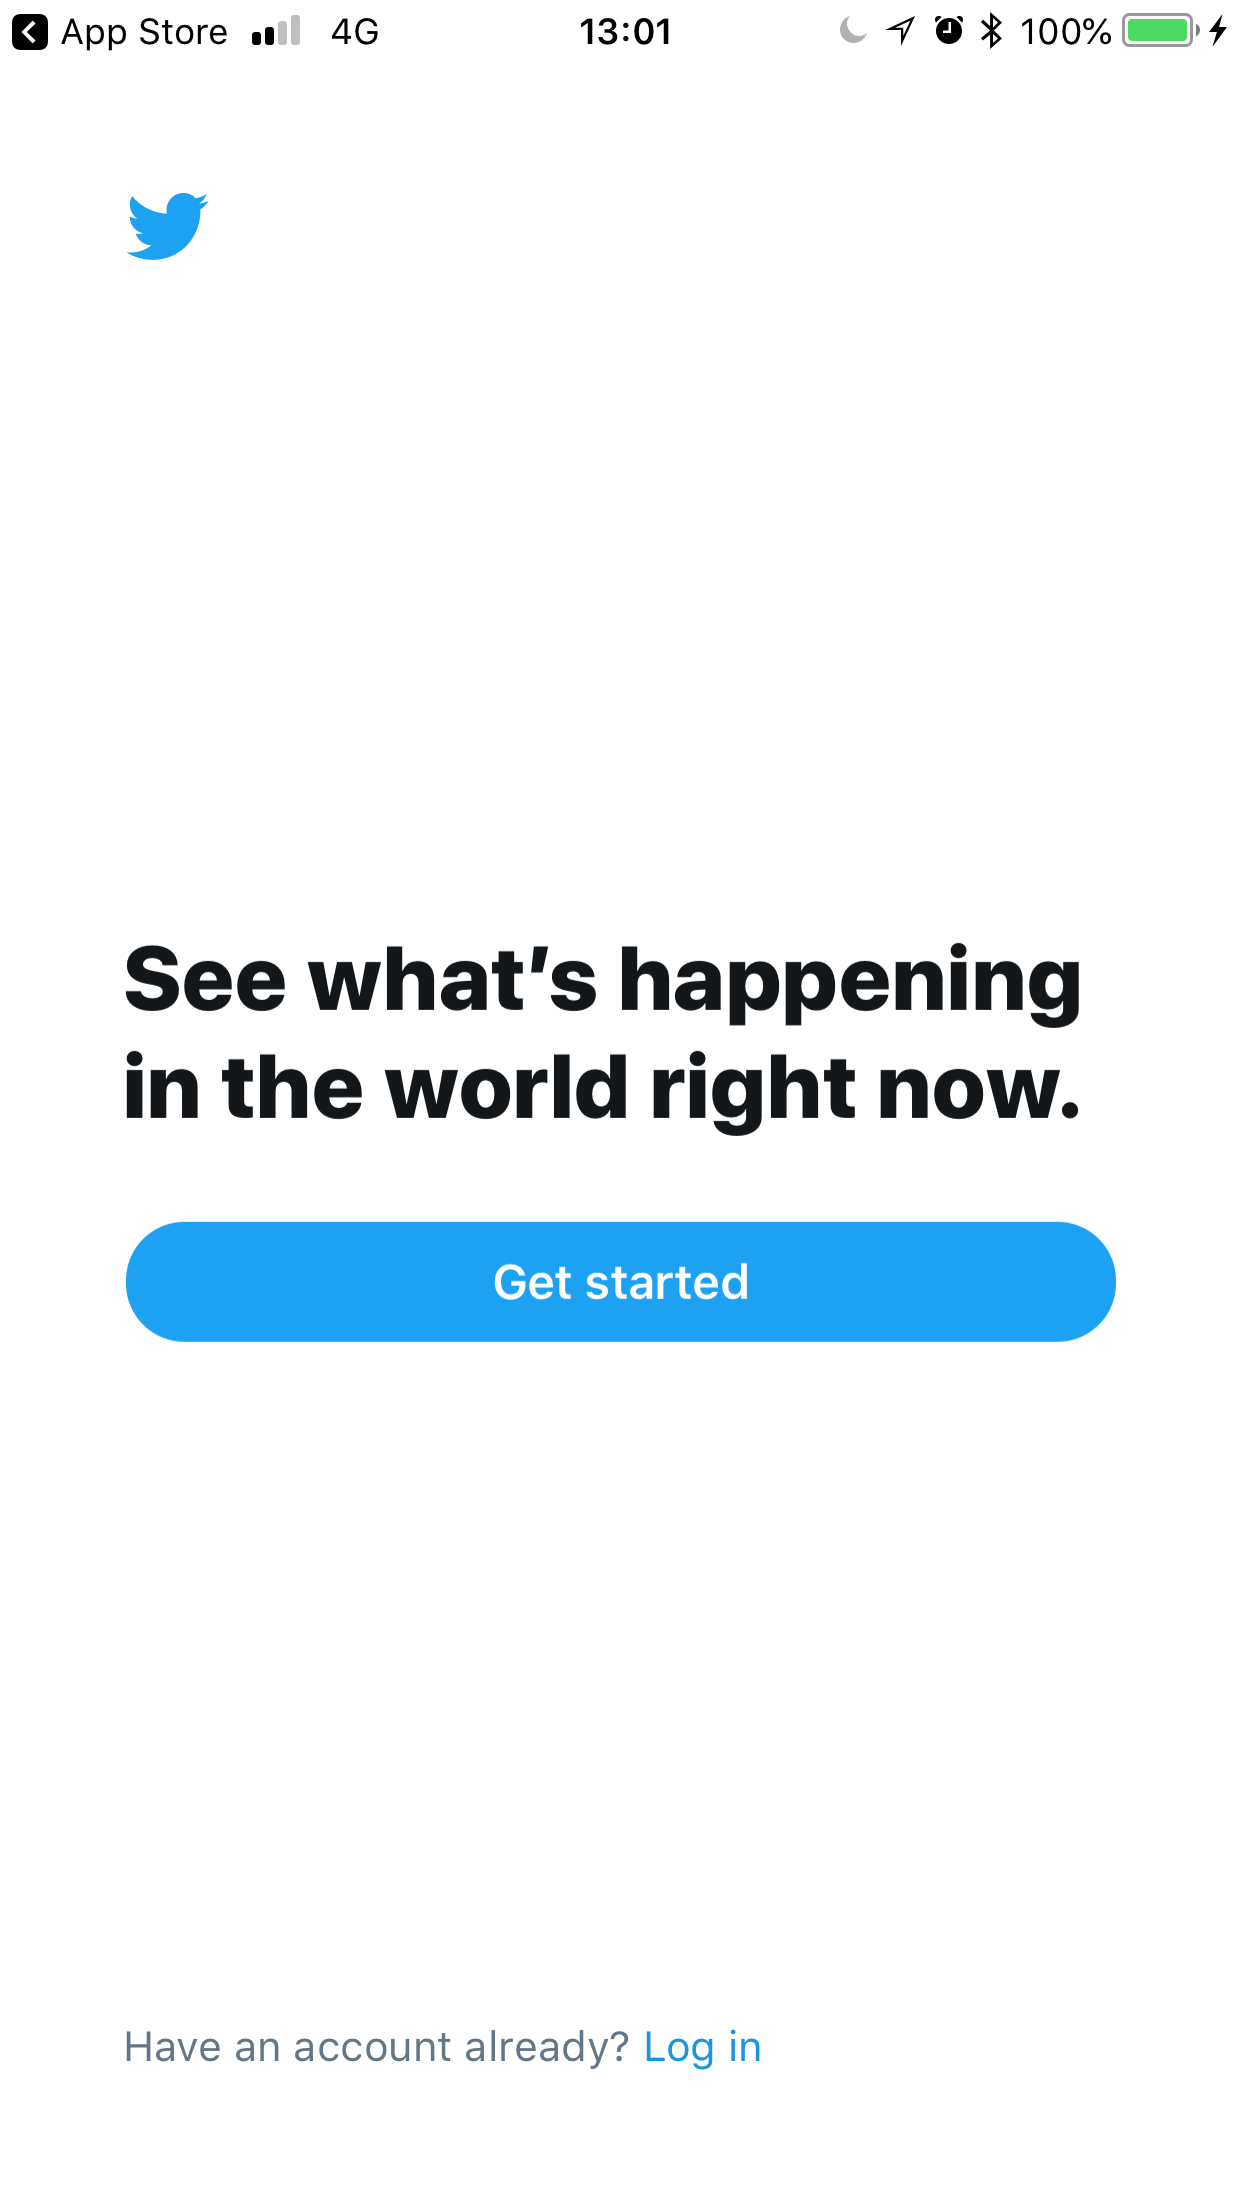 App Store 4G 13:01 100%
See what’s happening
in the world right now.
Get started
Have an account already? Log in